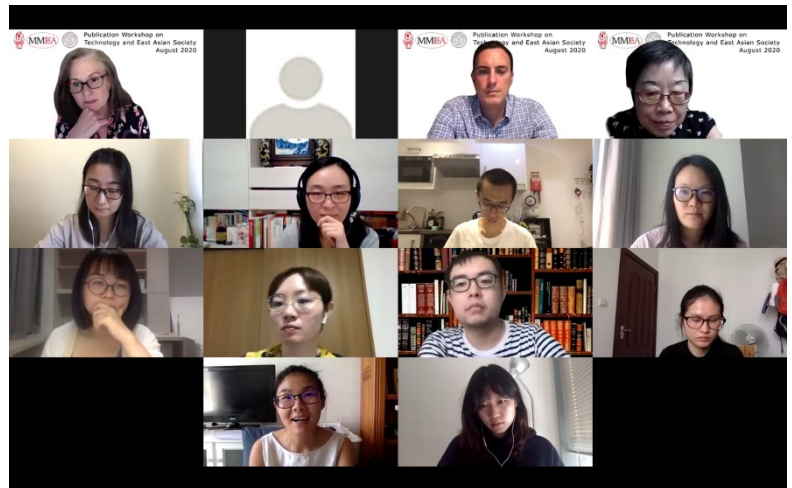 MMEA
Publication Workshop on
Technology and East Asian Society
August 2020
MMEA
Publication Workshop on
Technology and East Asian Society
August 2020
MMEA
Publication Workshop on
Technology and East Asian Society
August 2020